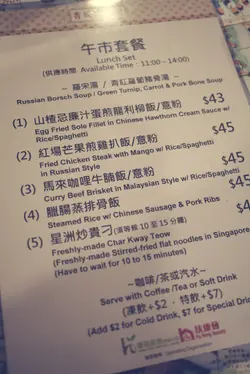 午市套餐
Lunch Set
(供應時間 Available Time : 11:00 - 14:00)
~ 羅宋湯 / 青紅蘿蔔豬骨湯 ~
Russian Borsch Soup / Green Turnip, Carrot & Pork Bone Soup
(1) 山楂忌廉汁蛋煎龍脷柳飯/意粉 $43
Egg Fried Sole Fillet in Chinese Hawthorn Cream Sauce w/
Rice/Spaghetti
(2) 紅場芒果煎雞扒飯/意粉 $45
Fried Chicken Steak with Mango w/ Rice/Spaghetti
in Russian Style
(3) 馬來咖哩牛腩飯/意粉 $45
Curry Beef Brisket in Malaysian Style w/ Rice/Spaghetti
(4) 臘腸蒸排骨飯 $45
Steamed Rice w/ Chinese Sausage & Pork Ribs
(5) 星洲炒貴刁 (須等候 10 至 15 分鐘)
Freshly-made Char Kway Teow
(Freshly-made Stirred-fried flat noodles in Singapore
(Have to wait for 10 to 15 minutes)
~咖啡/茶或汽水~
Serve with Coffee /Tea or Soft Drink
(凍飲+$2 , 特飲+$7)
(Add $2 for Cold Drink, $7 for Special